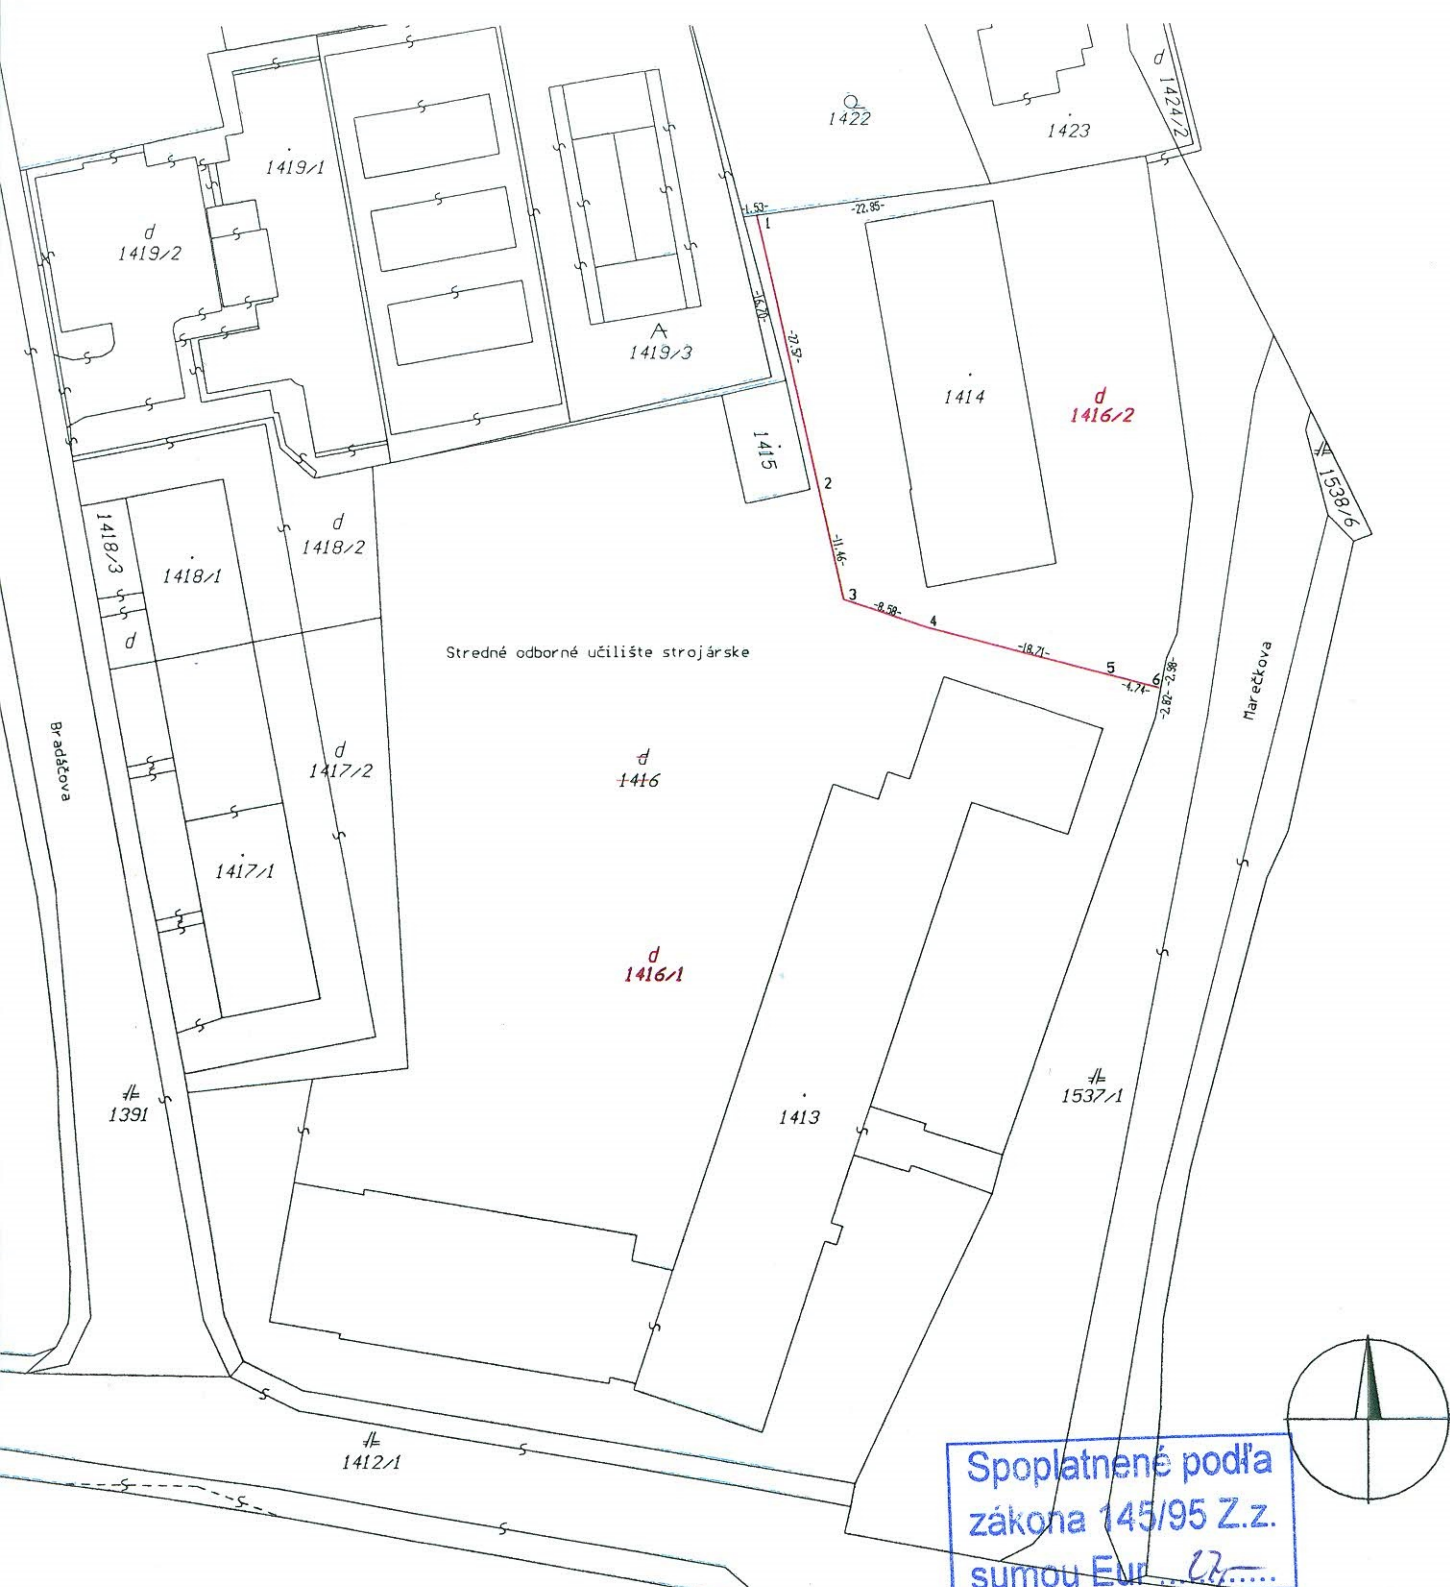 d
1424/2
Q
1422
1423
1419/1
d
1419/2
-1.53-
1
-22.85-
-16.20-
-27.57-
A
1419/3
1414
d
1416/2
1415
2
1538/6
1418/3
d
1418/2
1418/1
-11.46-
3
-8.58-
4
d
Stredné odborné učilište strojárske
-18.71-
5
6
-4.74-
-2.98-
-2.82-
Marečkova
Bradáčova
d
1417/2
d
1416
1417/1
d
1416/1
1391
1413
1537/1
1412/1
Spoplatnené podľa
zákona 145/95 Z.z.
sumou Eur ............